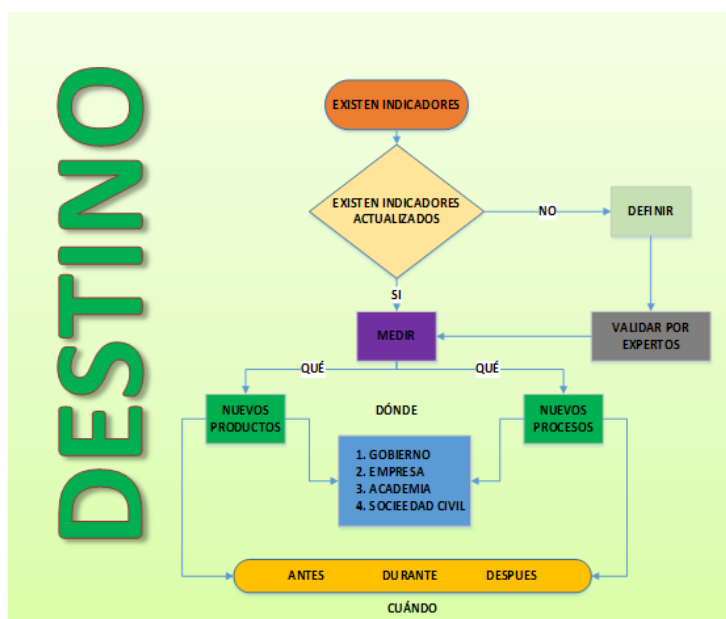 DESTINO
EXISTEN INDICADORES
EXISTEN INDICADORES
ACTUALIZADOS
NO
DEFINIR
SI
MEDIR
VALIDAR POR
EXPERTOS
QUÉ
QUÉ
NUEVOS
PRODUCTOS
DÓNDE
NUEVOS
PROCESOS
1. GOBIERNO
2. EMPRESA
3. ACADEMIA
4. SOCIEEDAD CIVIL
ANTES DURANTE DESPUES
CUÁNDO